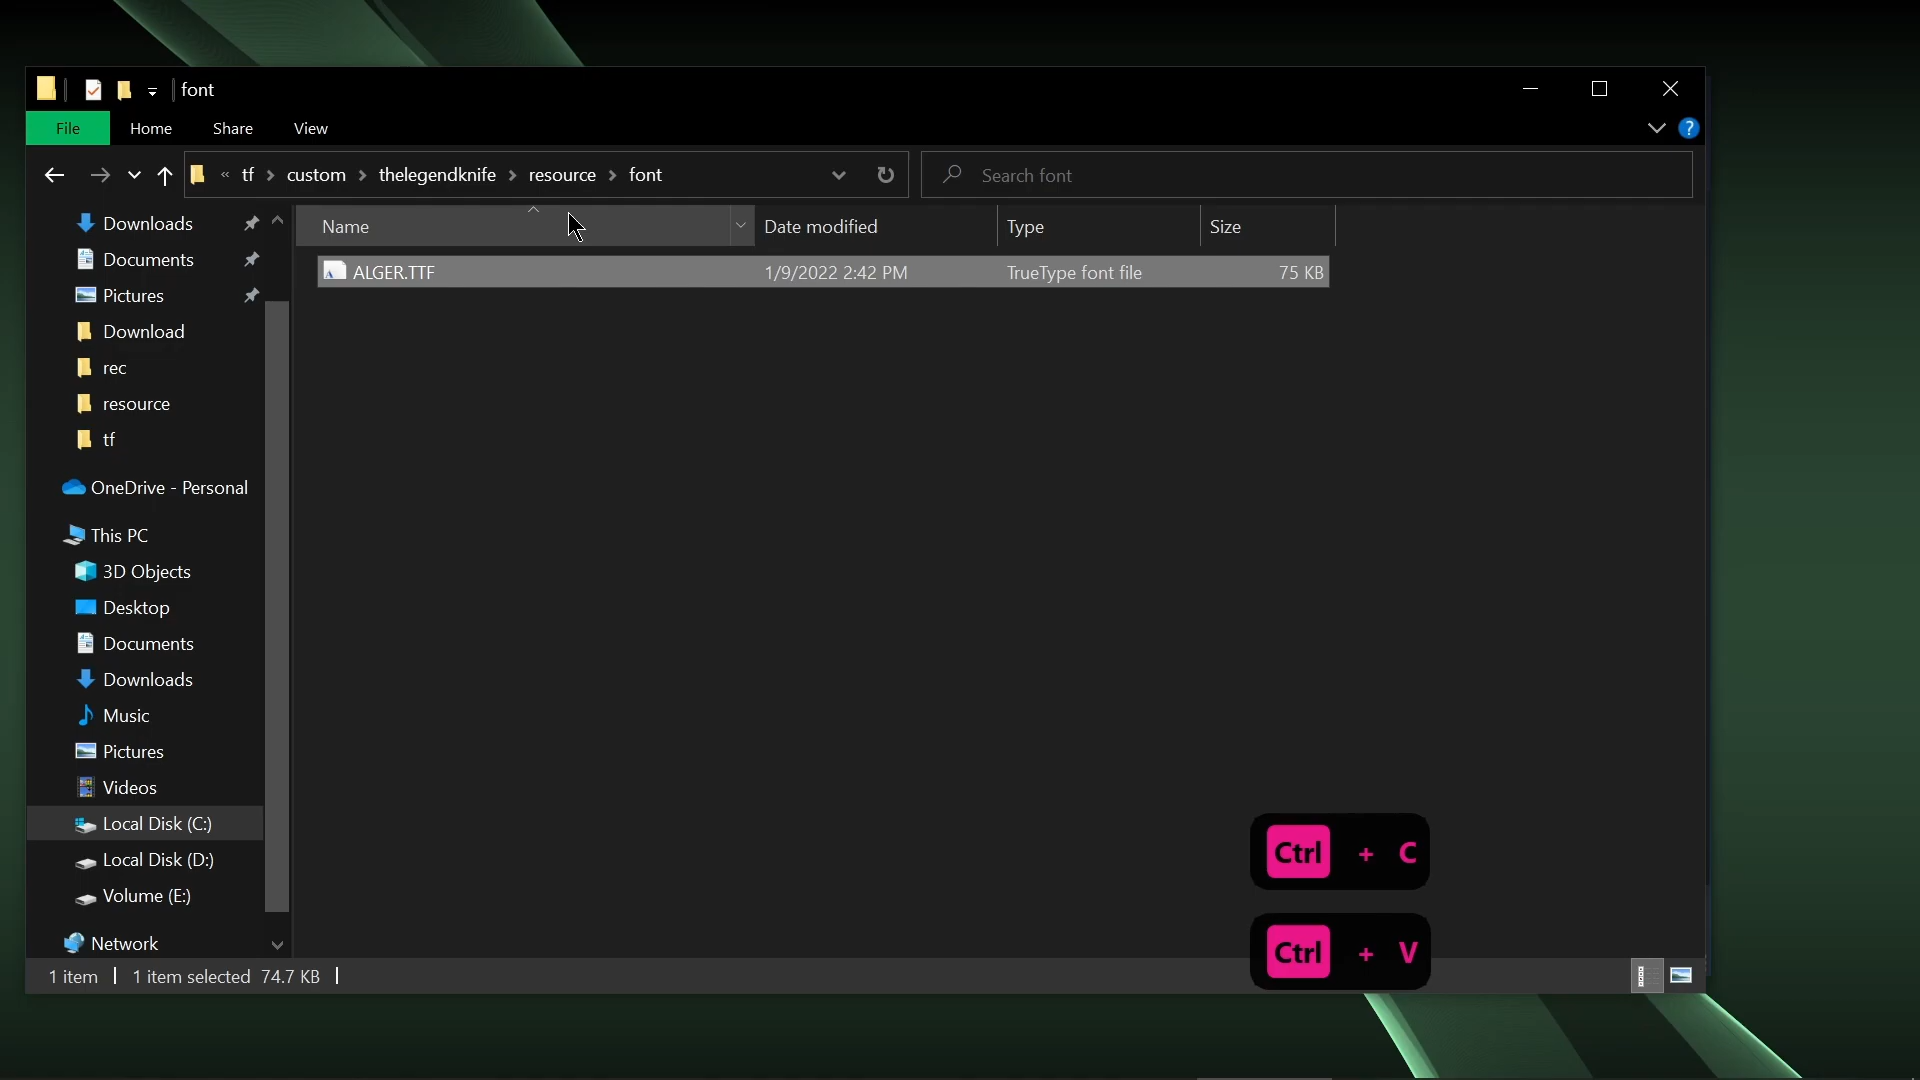 font
File Home Share View
« tf > custom > thelegendknife > resource > font
Search font
Name Date modified Type Size
ALGER.TTF 1/9/2022 2:42 PM TrueType font file 75 KB
Downloads
Documents
Pictures
Download
rec
resource
tf
OneDrive - Personal
This PC
3D Objects
Desktop
Documents
Downloads
Music
Pictures
Videos
Local Disk (C:)
Local Disk (D:)
Volume (E:)
Network
Ctrl + C
Ctrl + V
1 item 1 item selected 74.7 KB